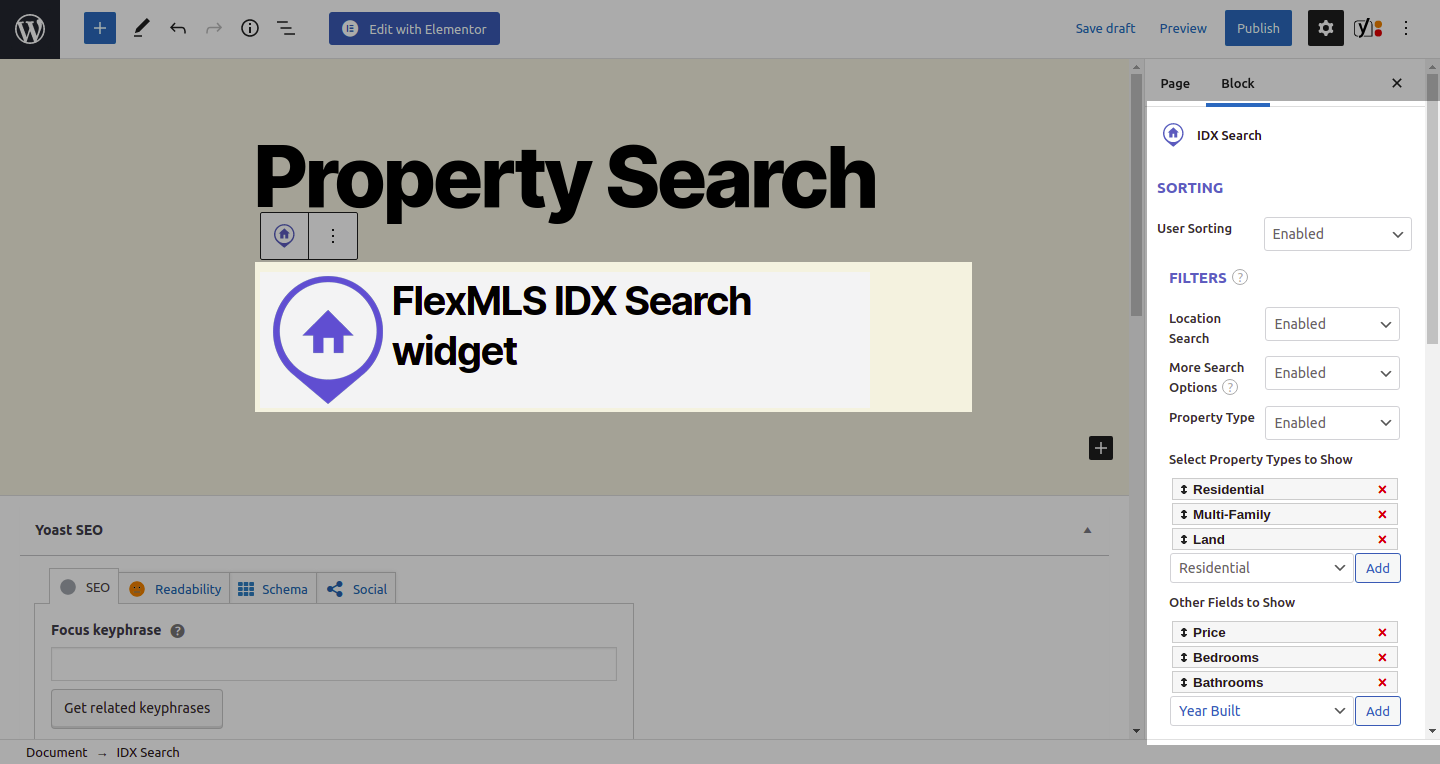 Edit with Elementor
Save draft
Preview
Publish
Page
Block
Property Search
FlexMLS IDX Search
widget
Yoast SEO
SEO
Readability
Schema
Social
Focus keyphrase
?
Get related keyphrases
IDX Search
SORTING
User Sorting
Enabled
FILTERS ?
Location
Search
Enabled
More Search
Options ?
Enabled
Property Type
Enabled
Select Property Types to Show
Residential
Multi-Family
Land
Residential
Add
Other Fields to Show
Price
Bedrooms
Bathrooms
Year Built
Add
Document → IDX Search